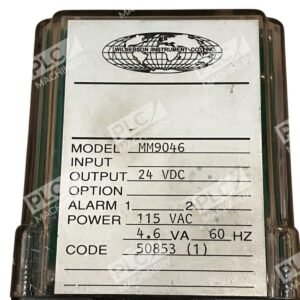 WILKERSON INSTRUMENT CO., INC.
MODEL MM9046
INPUT
OUTPUT 24 VDC
OPTION
ALARM 1 2
POWER 115 VAC
4.6 VA 60 HZ
CODE 50853 (1)